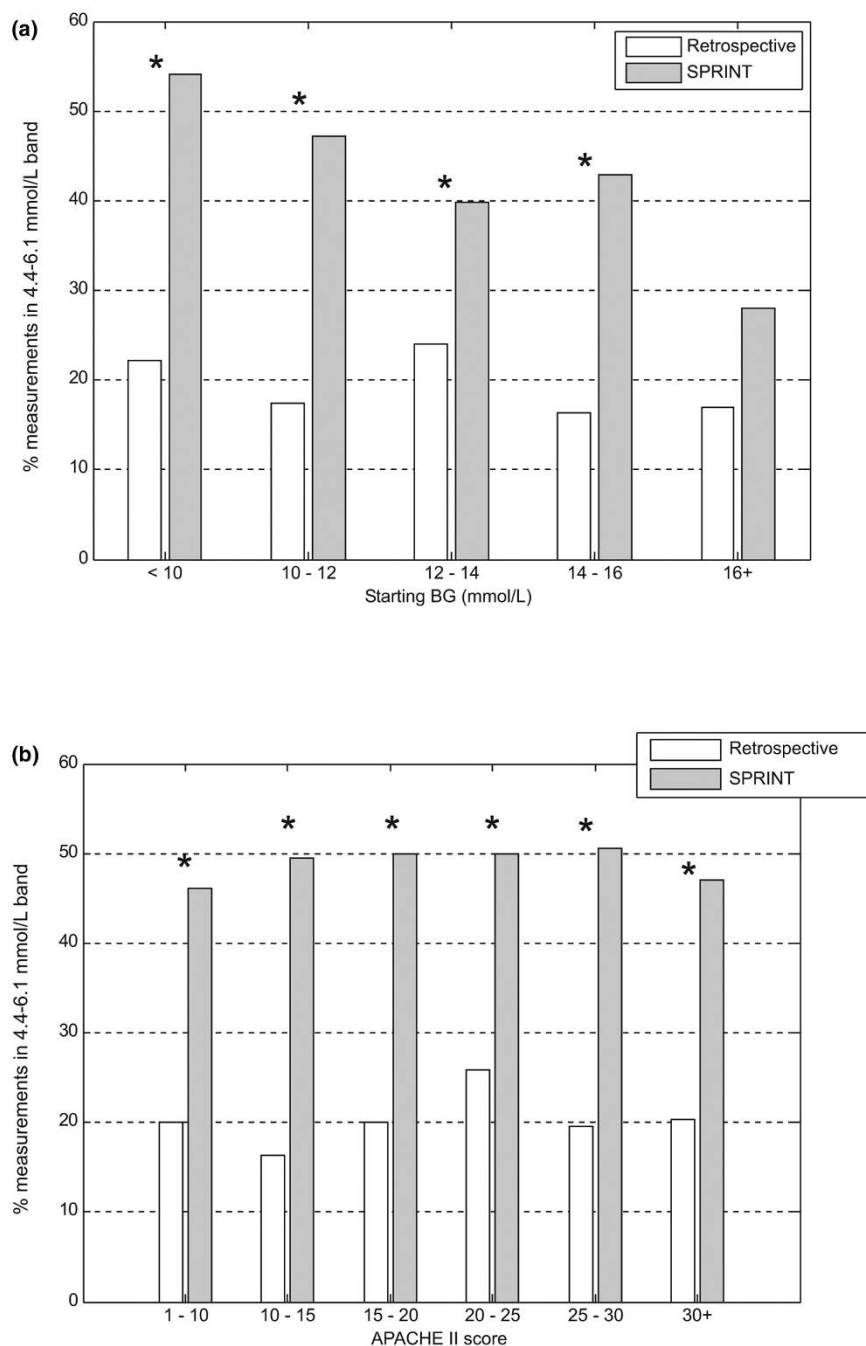 (a)
60
50
40
30
20
10
0
% measurements in 4.4-6.1 mmol/L band
Retrospective
SPRINT
*
*
*
*
< 10
10 - 12
12 - 14
14 - 16
16+
Starting BG (mmol/L)
(b)
60
50
40
30
20
10
0
% measurements in 4.4-6.1 mmol/L band
Retrospective
SPRINT
*
*
*
*
*
*
1 - 10
10 - 15
15 - 20
20 - 25
25 - 30
30+
APACHE II score